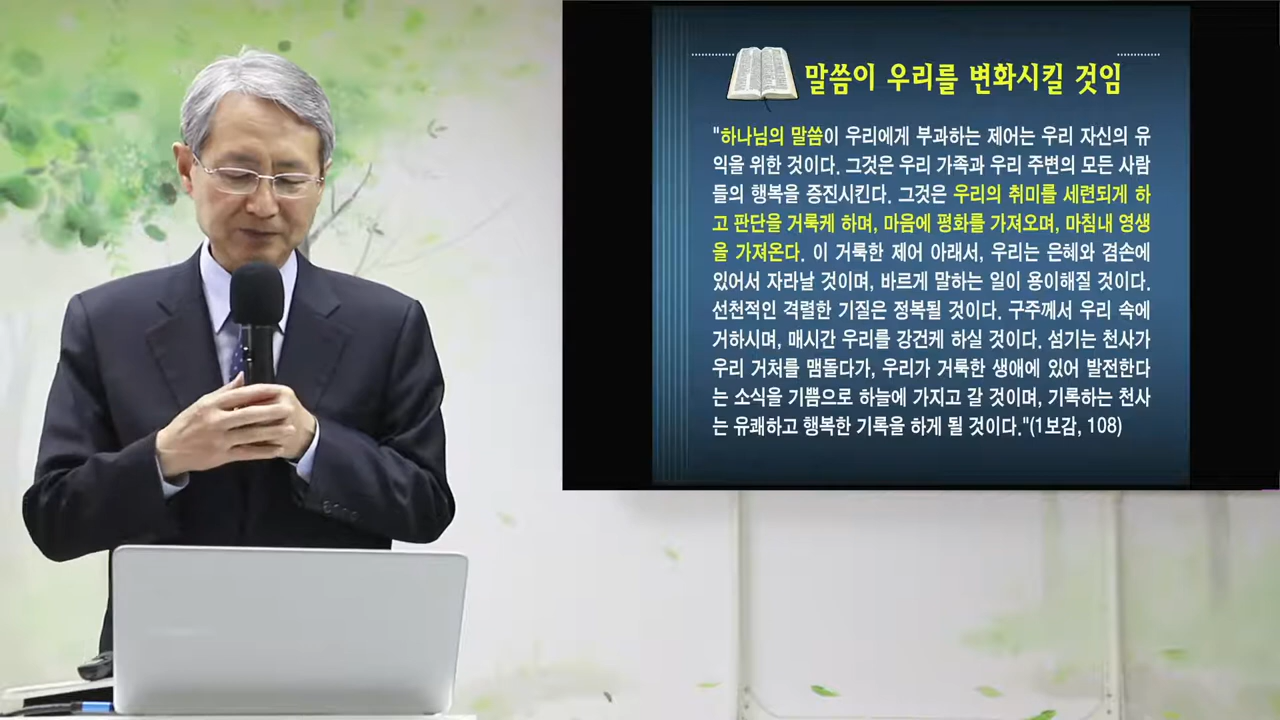 말씀이 우리를 변화시킬 것임
"하나님의 말씀이 우리에게 부과하는 제어는 우리 자신의 유
익을 위한 것이다. 그것은 우리 가족과 우리 주변의 모든 사람
들의 행복을 증진시킨다. 그것은 우리의 취미를 세련되게 하
고 판단을 거룩케 하며, 마음에 평화를 가져오며, 마침내 영생
을 가져온다. 이 거룩한 제어 아래서, 우리는 은혜와 겸손에
있어서 자라날 것이며, 바르게 말하는 일이 용이해질 것이다.
선천적인 격렬한 기질은 정복될 것이다. 구주께서 우리 속에
거하시며, 매시간 우리를 강건케 하실 것이다. 섬기는 천사가
우리 거처를 맴돌다가, 우리가 거룩한 생애에 있어 발전한다
는 소식을 기쁨으로 하늘에 가지고 갈 것이며, 기록하는 천사
는 유쾌하고 행복한 기록을 하게 될 것이다."(1보감, 108)